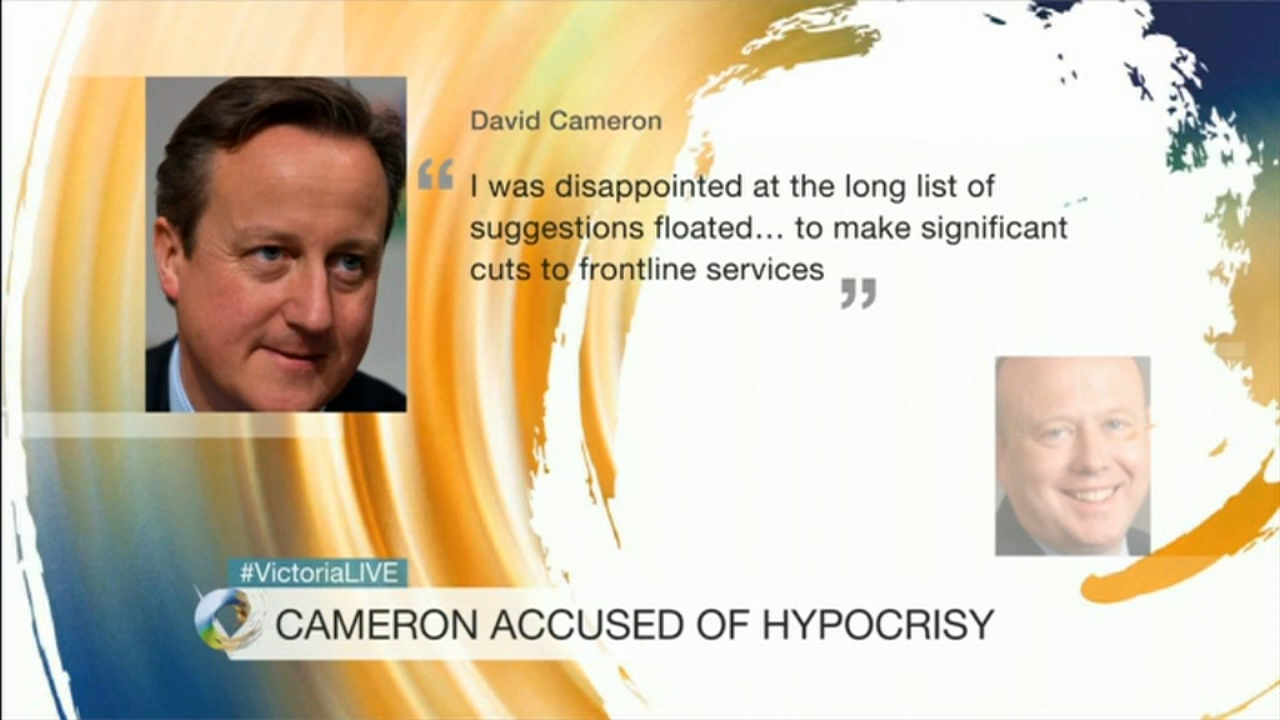 David Cameron
“ I was disappointed at the long list of
suggestions floated... to make significant
cuts to frontline services ”
#VictoriaLIVE
CAMERON ACCUSED OF HYPOCRISY